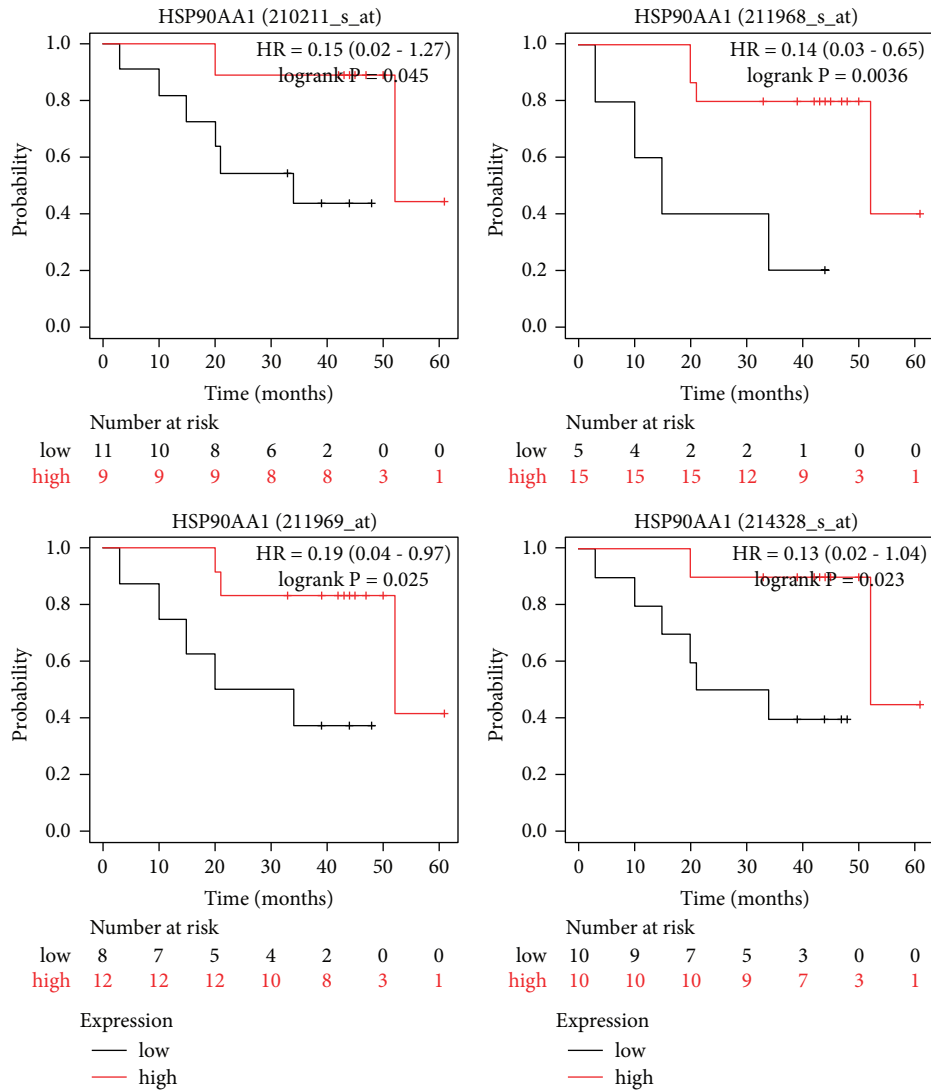 HSP90AA1 (210211_s_at)
HR = 0.15 (0.02 - 1.27)
logrank P = 0.045
1.0
0.8
0.6
0.4
0.2
0.0
Probability
0 10 20 30 40 50 60
Time (months)
Number at risk
low 11 10 8 6 2 0 0
high 9 9 9 8 8 3 1
HSP90AA1 (211968_s_at)
HR = 0.14 (0.03 - 0.65)
logrank P = 0.0036
1.0
0.8
0.6
0.4
0.2
0.0
Probability
0 10 20 30 40 50 60
Time (months)
Number at risk
low 5 4 2 2 1 0 0
high 15 15 15 12 9 3 1
HSP90AA1 (211969_at)
HR = 0.19 (0.04 - 0.97)
logrank P = 0.025
1.0
0.8
0.6
0.4
0.2
0.0
Probability
0 10 20 30 40 50 60
Time (months)
Number at risk
low 8 7 5 4 2 0 0
high 12 12 12 10 8 3 1
Expression
low
high
HSP90AA1 (214328_s_at)
HR = 0.13 (0.02 - 1.04)
logrank P = 0.023
1.0
0.8
0.6
0.4
0.2
0.0
Probability
0 10 20 30 40 50 60
Time (months)
Number at risk
low 10 9 7 5 3 0 0
high 10 10 10 9 7 3 1
Expression
low
high